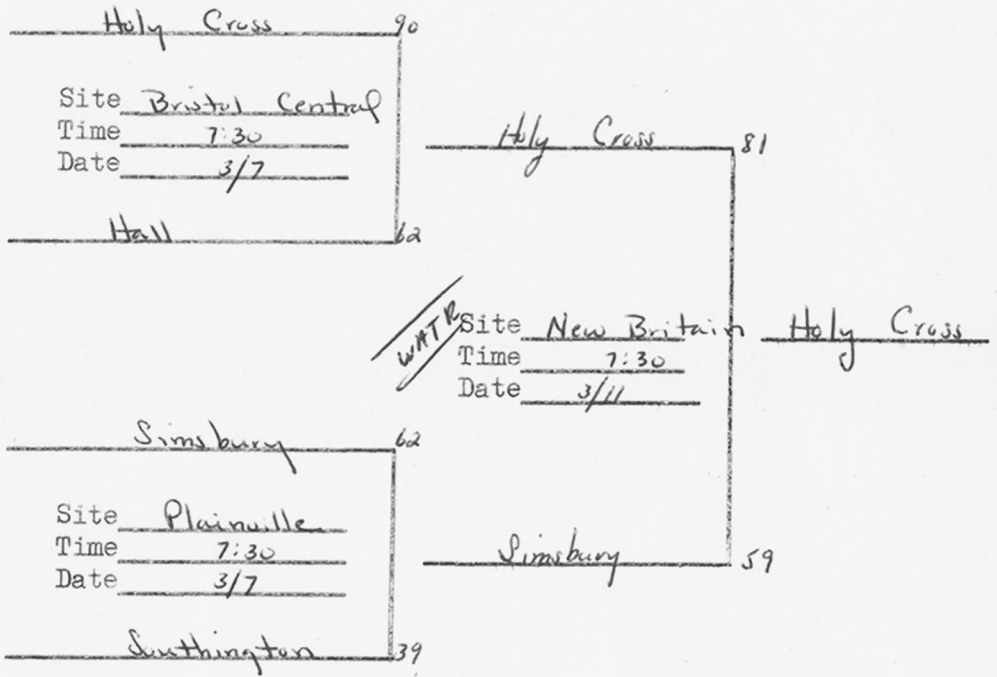 Holy Cross 90
Site Bristol Central
Time 7:30
Date 3/7
Hall 62
Holy Cross 81
WATR
Site New Britain
Time 7:30
Date 3/11
Holy Cross
Simsbury 62
Site Plainville
Time 7:30
Date 3/7
Southington 39
Simsbury 59